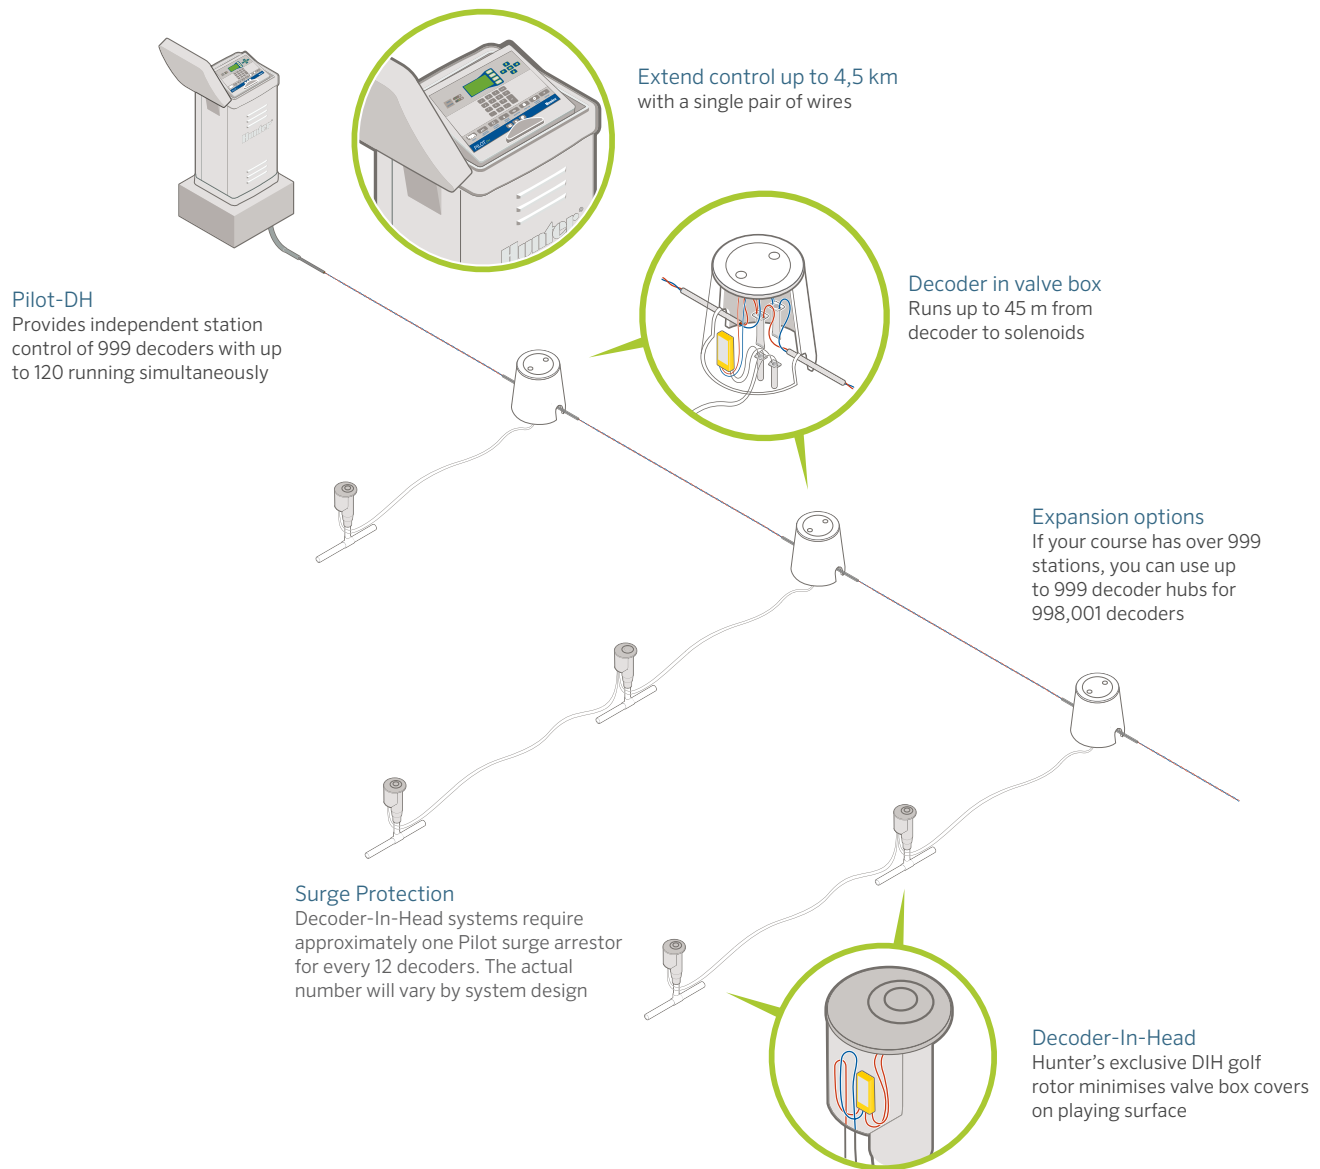 Extend control up to 4,5 km
with a single pair of wires
PILOT
Hunter
Decoder in valve box
Runs up to 45 m from
decoder to solenoids
Pilot-DH
Provides independent station
control of 999 decoders with up
to 120 running simultaneously
Expansion options
If your course has over 999
stations, you can use up
to 999 decoder hubs for
998,001 decoders
Surge Protection
Decoder-In-Head systems require
approximately one Pilot surge arrestor
for every 12 decoders. The actual
number will vary by system design
Decoder-In-Head
Hunter’s exclusive DIH golf
rotor minimises valve box covers
on playing surface